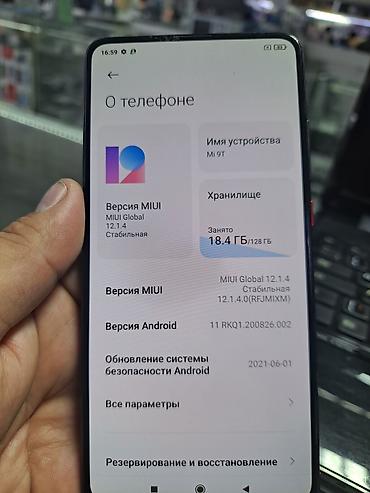 16:59
О телефоне
Версия MIUI
MIUI Global
12.1.4
Стабильная
Имя устройства
Mi 9T
Хранилище
Занято
18.4 ГБ/128 ГБ
Версия MIUI
MIUI Global 12.1.4
Стабильная
12.1.4.0(RFJMIXM)
Версия Android
11 RKQ1.200826.002
Обновление системы
безопасности Android
2021-06-01
Все параметры
Резервирование и восстановление